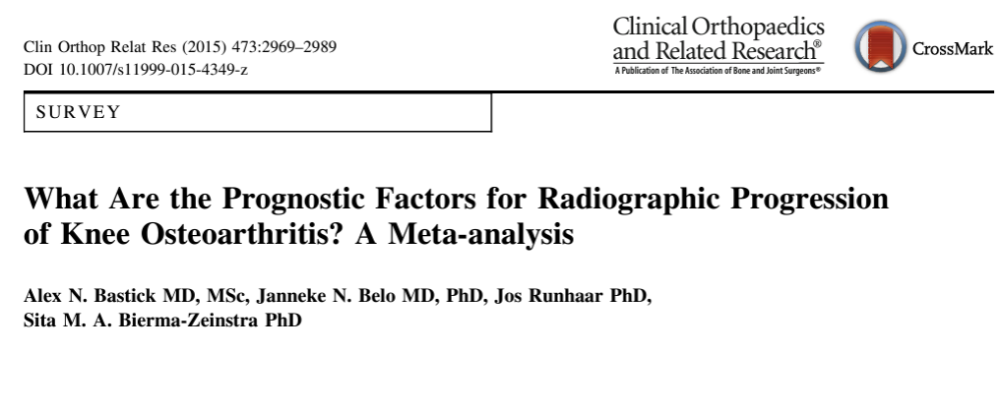 Clin Orthop Relat Res (2015) 473:2969–2989
DOI 10.1007/s11999-015-4349-z
Clinical Orthopaedics
and Related Research®
A Publication of The Association of Bone and Joint Surgeons®
CrossMark
SURVEY
What Are the Prognostic Factors for Radiographic Progression
of Knee Osteoarthritis? A Meta-analysis
Alex N. Bastick MD, MSc, Janneke N. Belo MD, PhD, Jos Runhaar PhD,
Sita M. A. Bierma-Zeinstra PhD